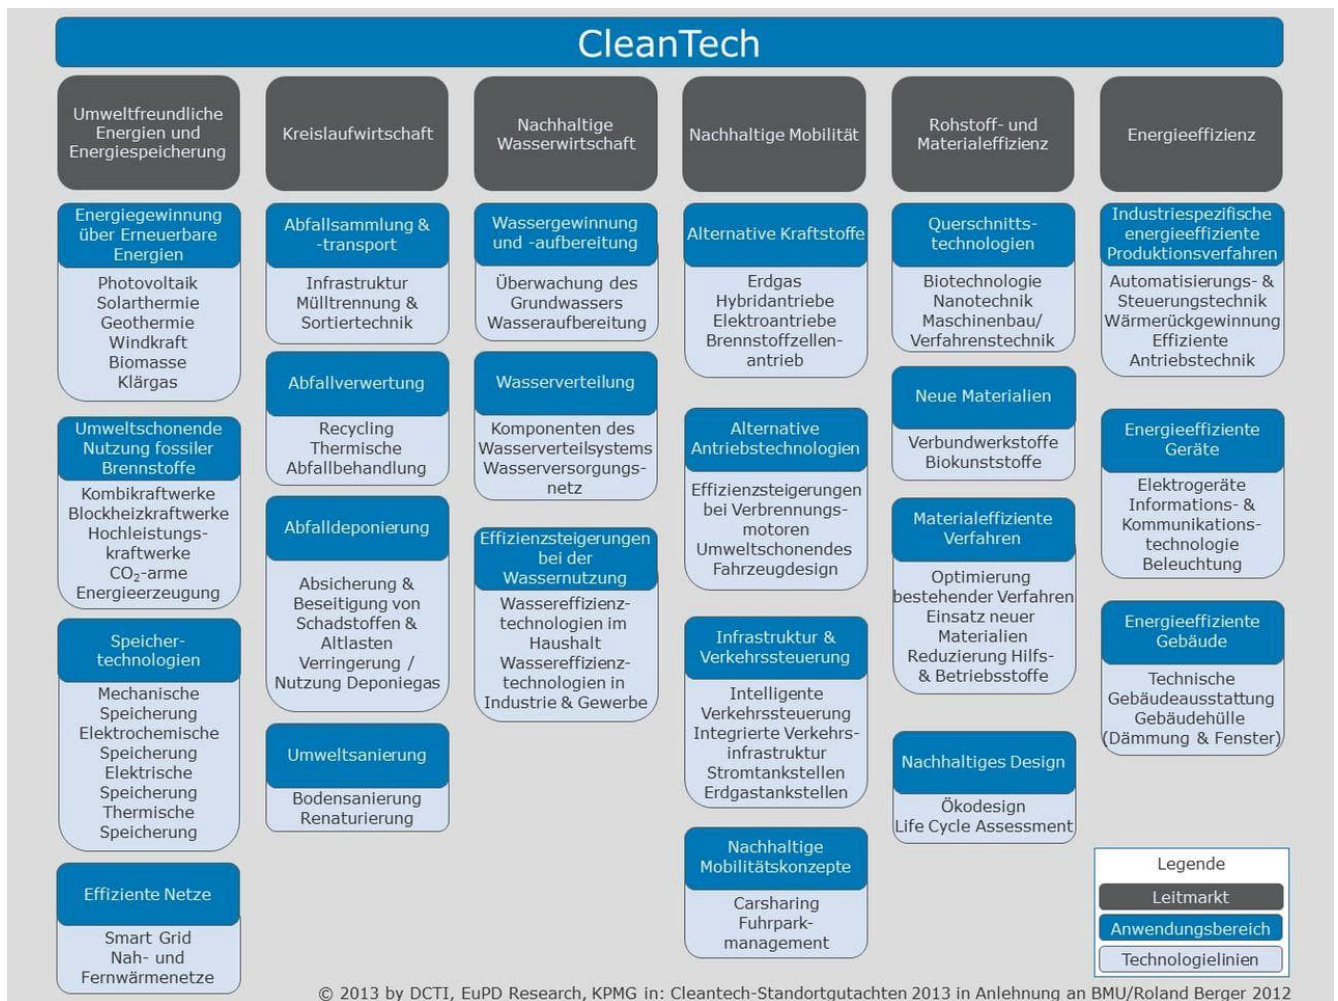 CleanTech
Umweltfreundliche
Energien und
Energiespeicherung
Energiegewinnung
über Erneuerbare
Energien
Photovoltaik
Solarthermie
Geothermie
Windkraft
Biomasse
Klärgas
Umweltschonende
Nutzung fossiler
Brennstoffe
Kombikraftwerke
Blockheizkraftwerke
Hochleistungs-
kraftwerke
CO₂-arme
Energieerzeugung
Speicher-
technologien
Mechanische
Speicherung
Elektrochemische
Speicherung
Elektrische
Speicherung
Thermische
Speicherung
Effiziente Netze
Smart Grid
Nah- und
Fernwärmenetze
Kreislaufwirtschaft
Abfallsammlung &
-transport
Infrastruktur
Mülltrennung &
Sortiertechnik
Abfallverwertung
Recycling
Thermische
Abfallbehandlung
Abfalldeponierung
Absicherung &
Beseitigung von
Schadstoffen &
Altlasten
Verringerung /
Nutzung Deponiegas
Umweltsanierung
Bodensanierung
Renaturierung
Nachhaltige
Wasserwirtschaft
Wassergewinnung
und -aufbereitung
Überwachung des
Grundwassers
Wasseraufbereitung
Wasserverteilung
Komponenten des
Wasserverteilsystems
Wasserversorgungs-
netz
Effizienzsteigerungen
bei der
Wassernutzung
Wassereffizienz-
technologien im
Haushalt
Wassereffizienz-
technologien in
Industrie & Gewerbe
Nachhaltige Mobilität
Alternative Kraftstoffe
Erdgas
Hybridantriebe
Elektroantriebe
Brennstoffzellen-
antrieb
Alternative
Antriebstechnologien
Effizienzsteigerungen
bei Verbrennungs-
motoren
Umweltschonendes
Fahrzeugdesign
Infrastruktur &
Verkehrssteuerung
Intelligente
Verkehrssteuerung
Integrierte Verkehrs-
infrastruktur
Stromtankstellen
Erdgastankstellen
Nachhaltige
Mobilitätskonzepte
Carsharing
Fuhrpark-
management
Rohstoff- und
Materialeffizienz
Querschnitts-
technologien
Biotechnologie
Nanotechnik
Maschinenbau/
Verfahrenstechnik
Neue Materialien
Verbundwerkstoffe
Biokunststoffe
Materialeffiziente
Verfahren
Optimierung
bestehender Verfahren
Einsatz neuer
Materialien
Reduzierung Hilfs-
& Betriebsstoffe
Nachhaltiges Design
Ökodesign
Life Cycle Assessment
Energieeffizienz
Industriespezifische
energieeffiziente
Produktionsverfahren
Automatisierungs- &
Steuerungstechnik
Wärmerückgewinnung
Effiziente
Antriebstechnik
Energieeffiziente
Geräte
Elektrogeräte
Informations- &
Kommunikations-
technologie
Beleuchtung
Energieeffiziente
Gebäude
Technische
Gebäudeausstattung
Gebäudehülle
(Dämmung & Fenster)
Legende
Leitmarkt
Anwendungsbereich
Technologielinien
© 2013 by DCTI, EuPD Research, KPMG in: Cleantech-Standortgutachten 2013 in Anlehnung an BMU/Roland Berger 2012